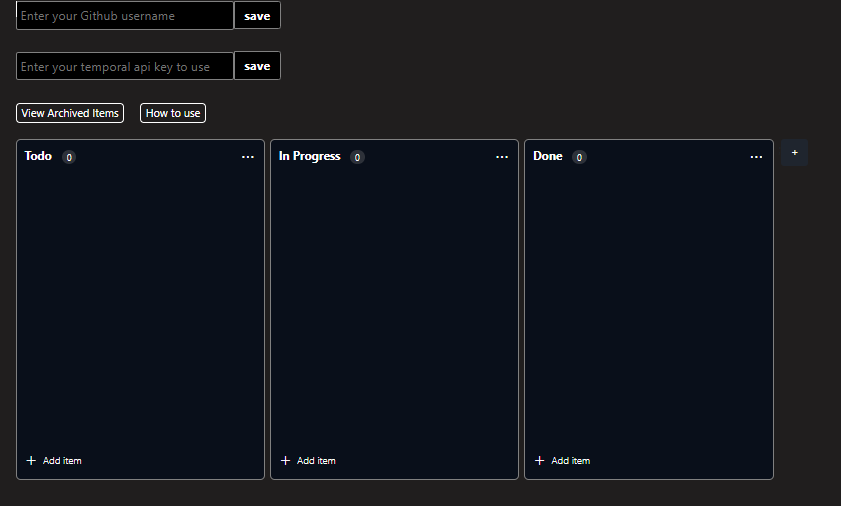 Enter your Github username save
Enter your temporal api key to use save
View Archived Items How to use
Todo 0 ... In Progress 0 ... Done 0 ... +
+ Add item + Add item + Add item